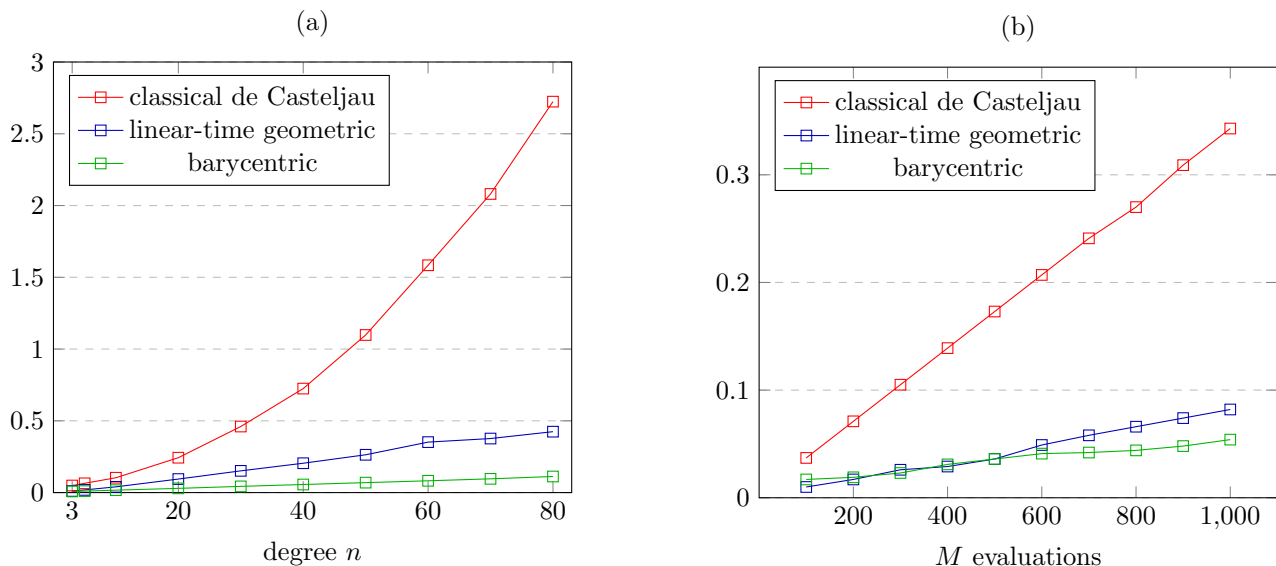 (a)
3
2.5
2
1.5
1
0.5
0
classical de Casteljau
linear-time geometric
barycentric
3 20 40 60 80
degree n
(b)
0.3
0.2
0.1
0
classical de Casteljau
linear-time geometric
barycentric
200 400 600 800 1,000
M evaluations